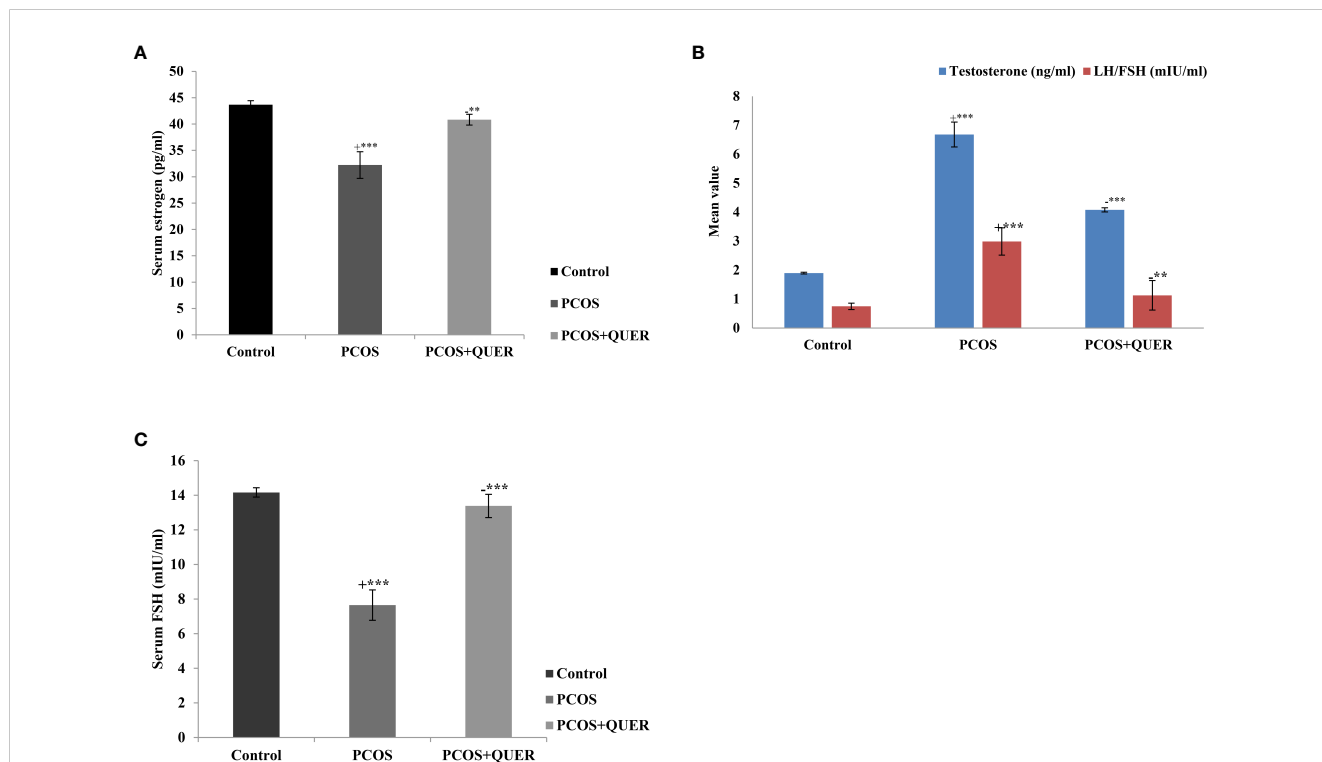 A
50
45
40
35
30
25
20
15
10
5
0
Serum estrogen (pg/ml)
+***
-**
Control
PCOS
PCOS+QUER
Control
PCOS
PCOS+QUER
B
Testosterone (ng/ml)
LH/FSH (mIU/ml)
8
7
6
5
4
3
2
1
0
Mean value
+***
+***
-***
-**
Control
PCOS
PCOS+QUER
C
16
14
12
10
8
6
4
2
0
Serum FSH (mIU/ml)
+***
-***
Control
PCOS
PCOS+QUER
Control
PCOS
PCOS+QUER